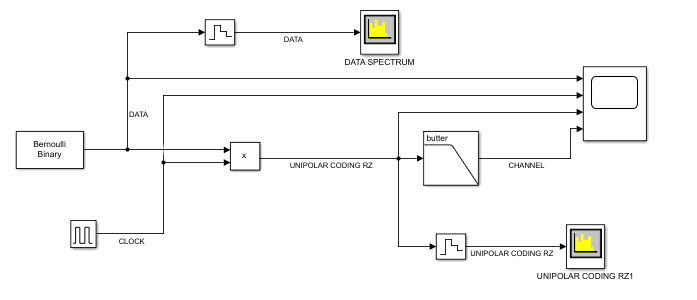 DATA
DATA SPECTRUM
DATA
Bernoulli
Binary
x
butter
UNIPOLAR CODING RZ
CHANNEL
CLOCK
UNIPOLAR CODING RZ
UNIPOLAR CODING RZ1